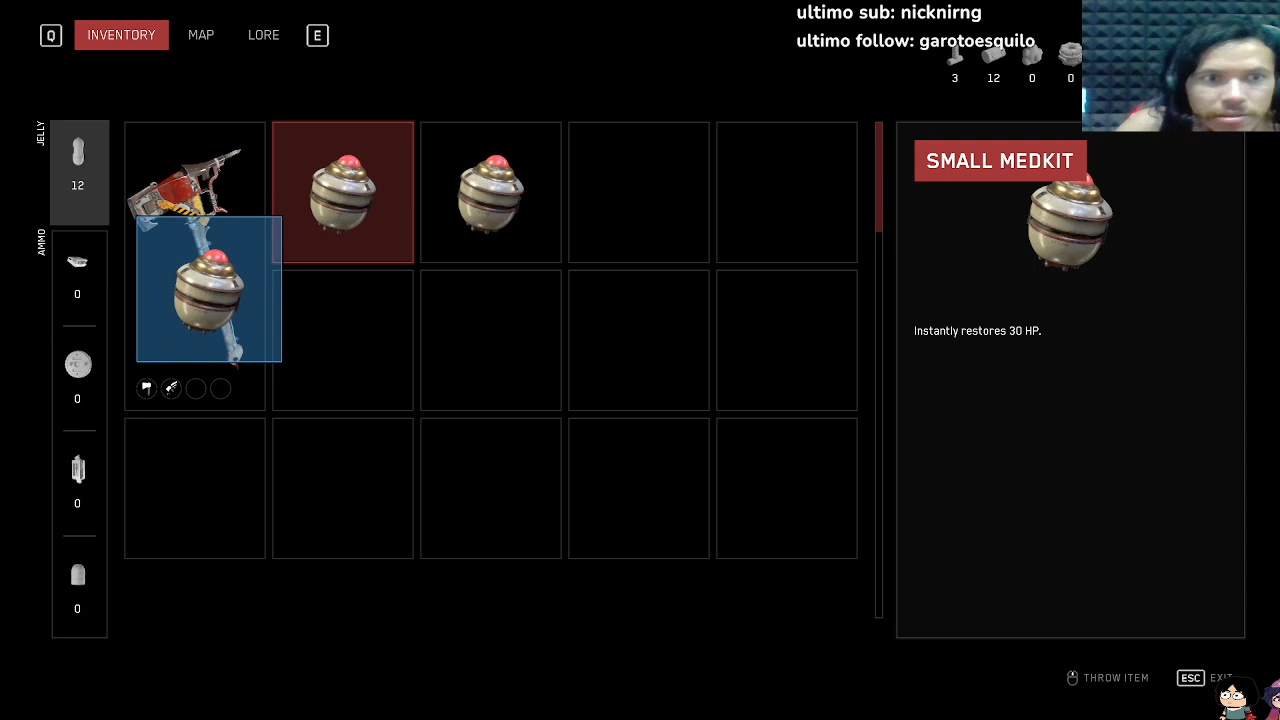 ultimo sub: nicknirng
ultimo follow: garotoesquilo
Q INVENTORY MAP LORE E
3 12 0 0
JELLY
12
AMMO
0
0
0
0
SMALL MEDKIT
Instantly restores 30 HP.
THROW ITEM ESC EXIT